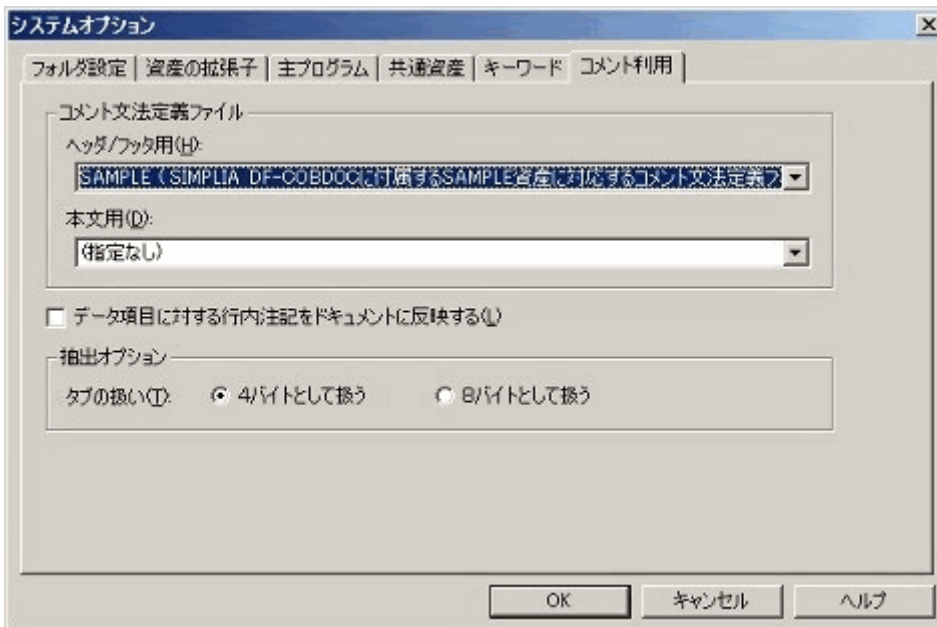 システムオプション
フォルダ設定 資産の拡張子 主プログラム 共通資産 キーワード コメント利用
コメント文法定義ファイル
ヘッダ/フッタ用(H):
SAMPLE ( SIMPLIA DF-COBDOCに付属するSAMPLE資産に対応するコメント文法定義フ
本文用(D):
(指定なし)
データ項目に対する行内注記をドキュメントに反映する(L)
抽出オプション
タブの扱い(T): 4バイトとして扱う 8バイトとして扱う
OK キャンセル ヘルプ